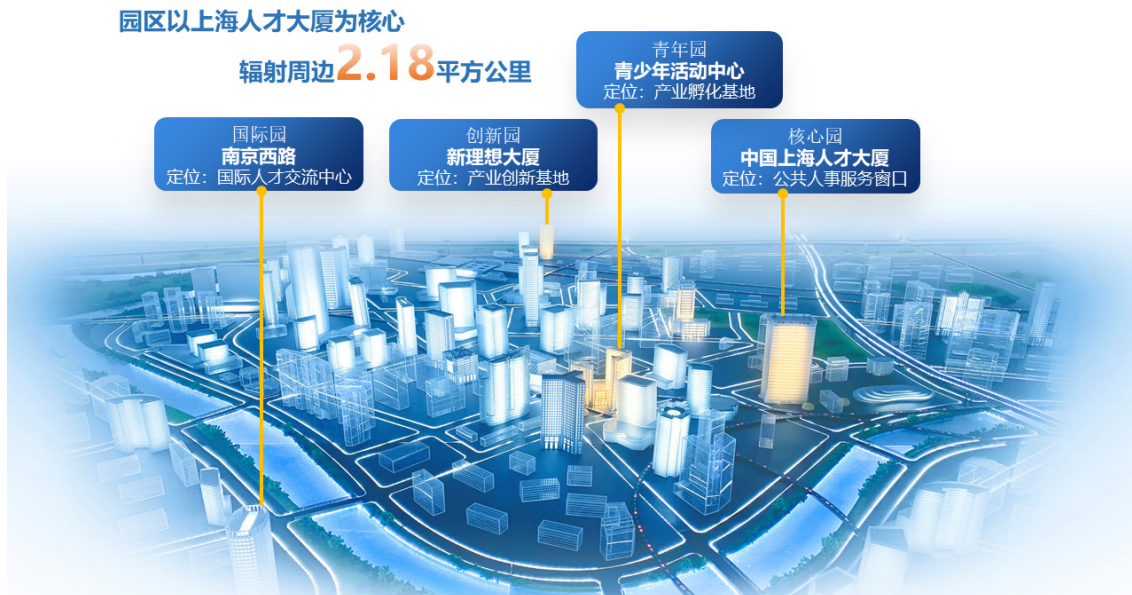 园区以上海人才大厦为核心
辐射周边2.18平方公里
青年园
青少年活动中心
定位：产业孵化基地
国际园
南京西路
定位：国际人才交流中心
创新园
新理想大厦
定位：产业创新基地
核心园
中国上海人才大厦
定位：公共人事服务窗口